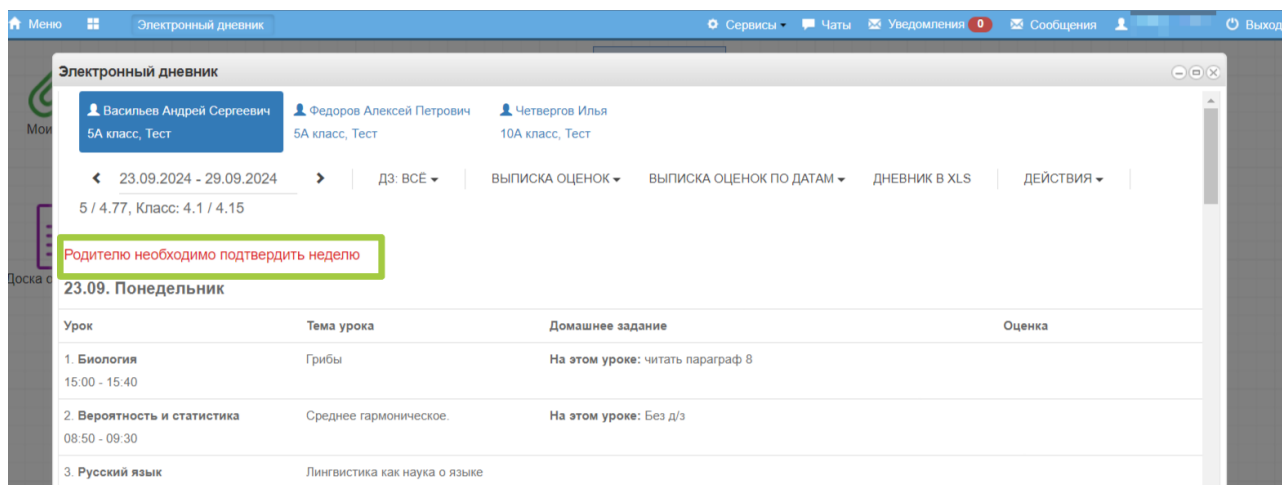 Меню Электронный дневник Сервисы Чаты Уведомления 0 Сообщения Выход
Электронный дневник
Васильев Андрей Сергеевич Федоров Алексей Петрович Четвергов Илья
5А класс, Тест 5А класс, Тест 10А класс, Тест
Мои
23.09.2024 - 29.09.2024 ДЗ: ВСЁ ВЫПИСКА ОЦЕНОК ВЫПИСКА ОЦЕНОК ПО ДАТАМ ДНЕВНИК В XLS ДЕЙСТВИЯ
5 / 4.77, Класс: 4.1 / 4.15
Родителю необходимо подтвердить неделю
Доска о
23.09. Понедельник
Урок Тема урока Домашнее задание Оценка
1. Биология Грибы На этом уроке: читать параграф 8
15:00 - 15:40
2. Вероятность и статистика Среднее гармоническое. На этом уроке: Без д/з
08:50 - 09:30
3. Русский язык Лингвистика как наука о языке